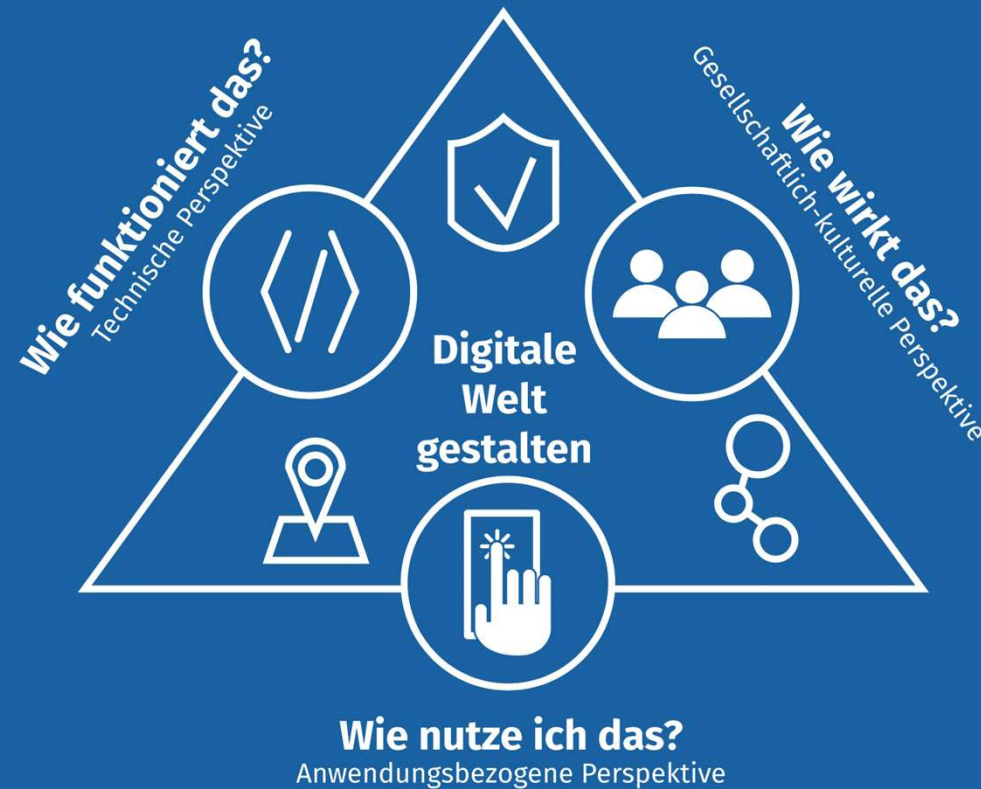 Wie funktioniert das?
Technische Perspektive
Wie wirkt das?
Gesellschaftlich-kulturelle Perspektive
Digitale
Welt
gestalten
Wie nutze ich das?
Anwendungsbezogene Perspektive